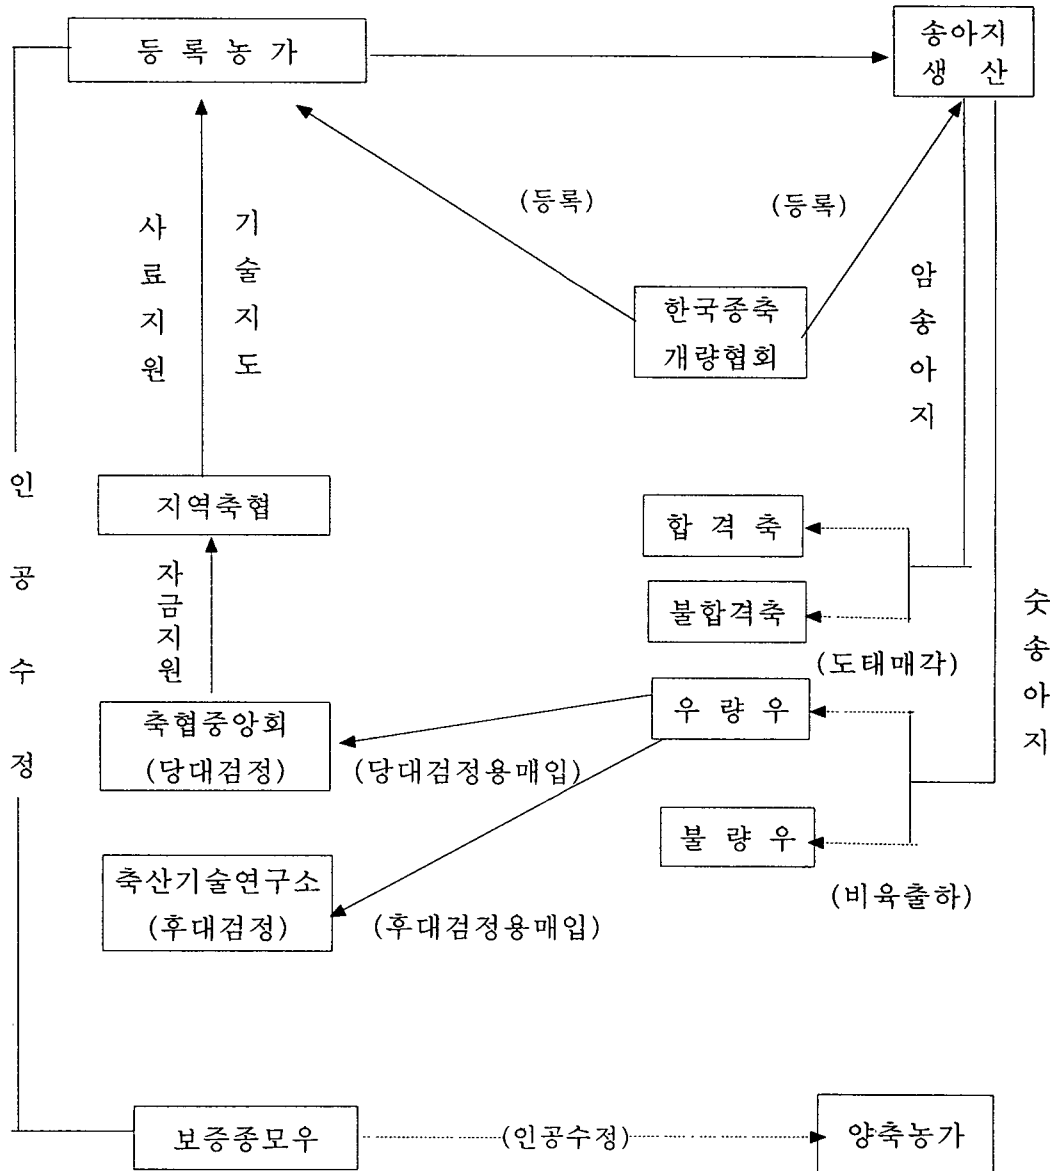 등 록 농 가
송아지
생 산
(등록)
(등록)
사료지원
기술지도
한국종축
개량협회
암송아지
인공수정
지역축협
합 격 축
자금지원
불합격축
숫송아지
(도태매각)
우 량 우
축협중앙회
(당대검정)
(당대검정용매입)
불 량 우
축산기술연구소
(후대검정)
(후대검정용매입)
(비육출하)
보증종모우
(인공수정)
양축농가